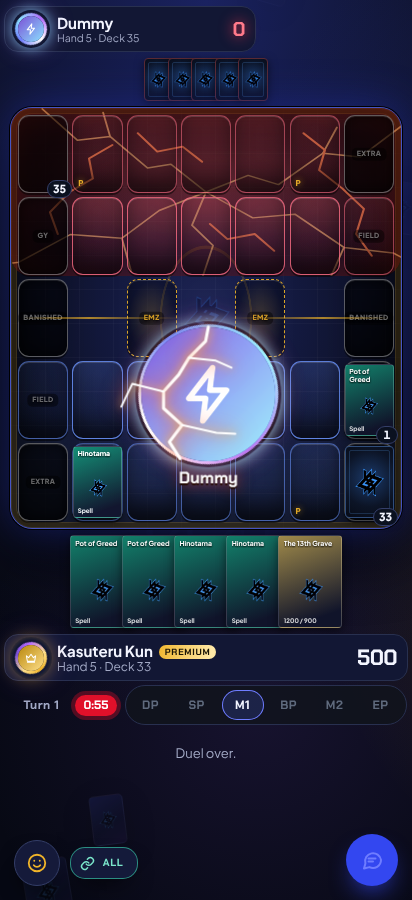 Dummy
Hand 5 · Deck 35
0
35
P
P
EXTRA
GY
FIELD
BANISHED
EMZ
EMZ
BANISHED
FIELD
Pot of
Greed
Spell
1
Dummy
EXTRA
Hinotama
Spell
P
33
Pot of Greed
Spell
Pot of Greed
Spell
Hinotama
Spell
Hinotama
Spell
The 13th Grave
1200 / 900
Kasuteru Kun PREMIUM
Hand 5 · Deck 33
500
Turn 1 0:55 DP SP M1 BP M2 EP
Duel over.
ALL